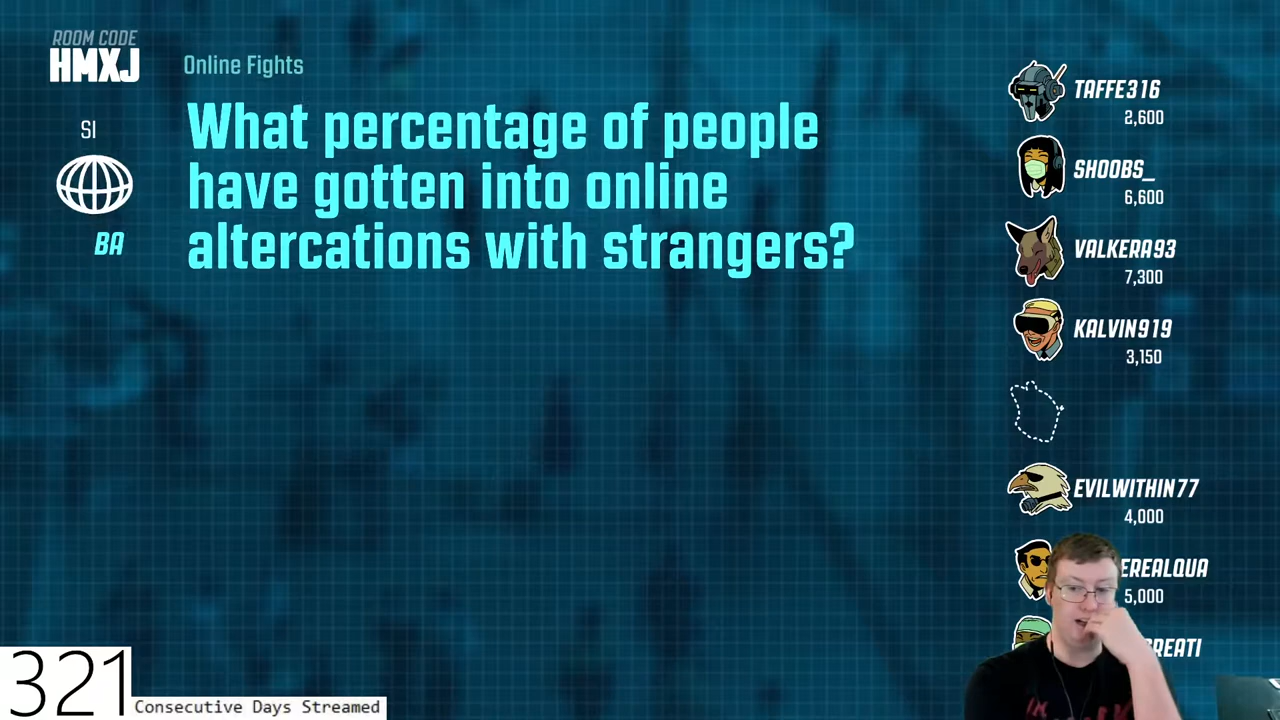 ROOM CODE
HMXJ
Online Fights
SI
BA
What percentage of people
have gotten into online
altercations with strangers?
TAFFE316
2,600
SHOOBS_
6,600
VALKERA93
7,300
KALVIN919
3,150
EVILWITHIN77
4,000
EREALQUA
5,000
REATI
321
Consecutive Days Streamed